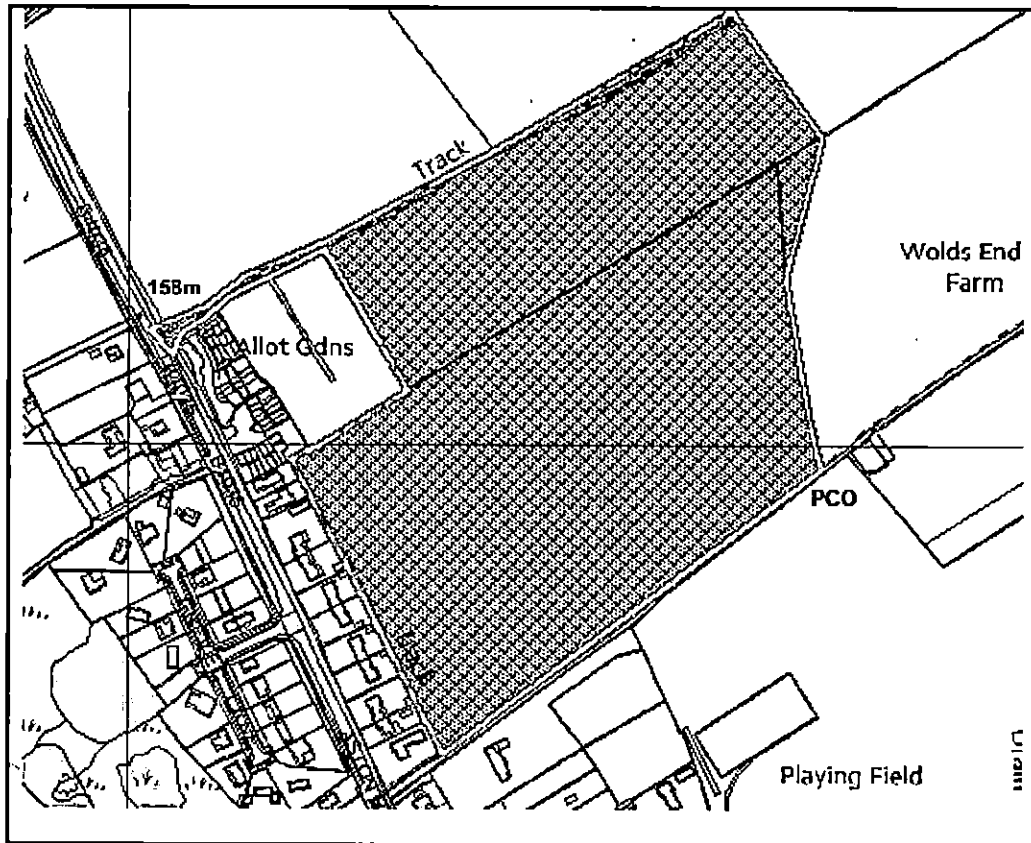 Track
158m
Allot Gdns
Wolds End
Farm
PCO
Playing Field